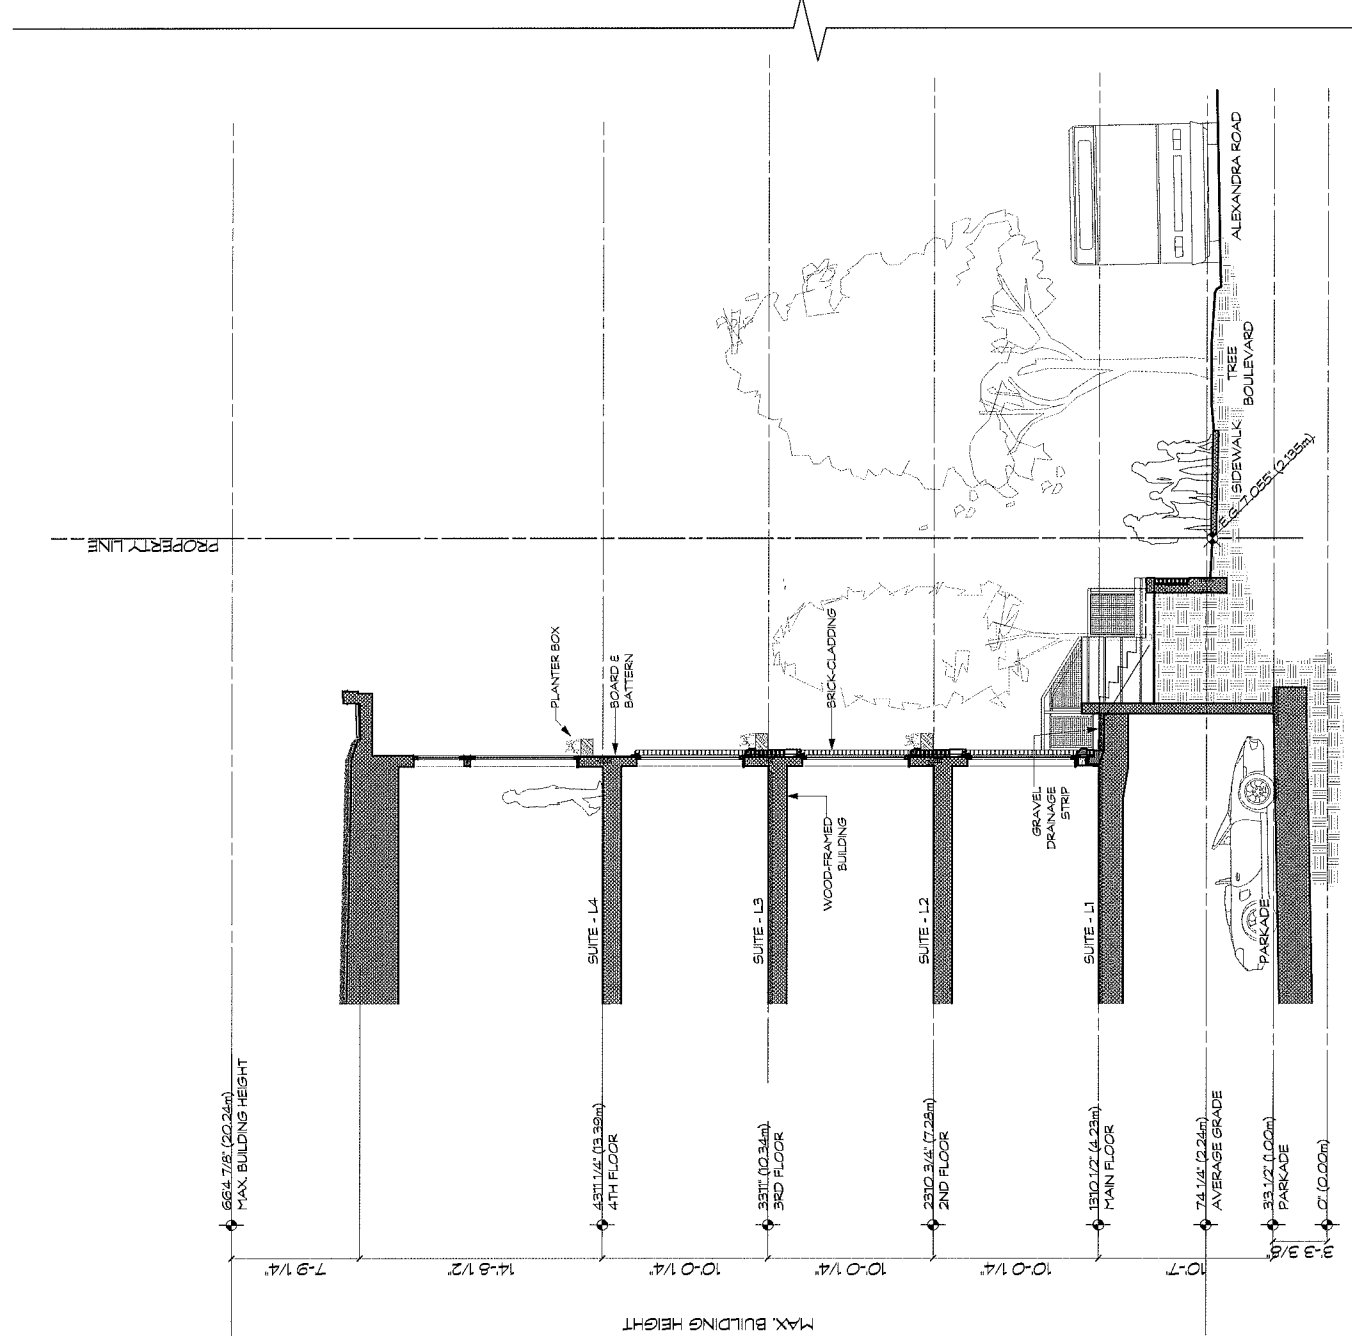 PROPERTY LINE
PLANTER BOX
BOARD &
BATTERN
BRICK-CLADDING
WOOD-FRAMED
BUILDING
GRAVEL
DRAINAGE
STRIP
SUITE - L4
SUITE - L3
SUITE - L2
SUITE - L1
PARKADE
ALEXANDRA ROAD
TREE
BOULEVARD
SIDEWALK
E.G. 7.055' (2.135m)
66'4 7/8" (20.24m)
MAX. BUILDING HEIGHT
43'11 1/4" (13.39m)
4TH FLOOR
33'11" (10.34m)
3RD FLOOR
23'10 3/4" (7.28m)
2ND FLOOR
13'10 1/2" (4.23m)
MAIN FLOOR
7'4 1/4" (2.24m)
AVERAGE GRADE
3'3 1/2" (1.00m)
PARKADE
0" (0.00m)
7'-9 1/4"
14'-8 1/2"
10'-0 1/4"
10'-0 1/4"
10'-0 1/4"
10'-7"
3'-3 3/8"
MAX. BUILDING HEIGHT